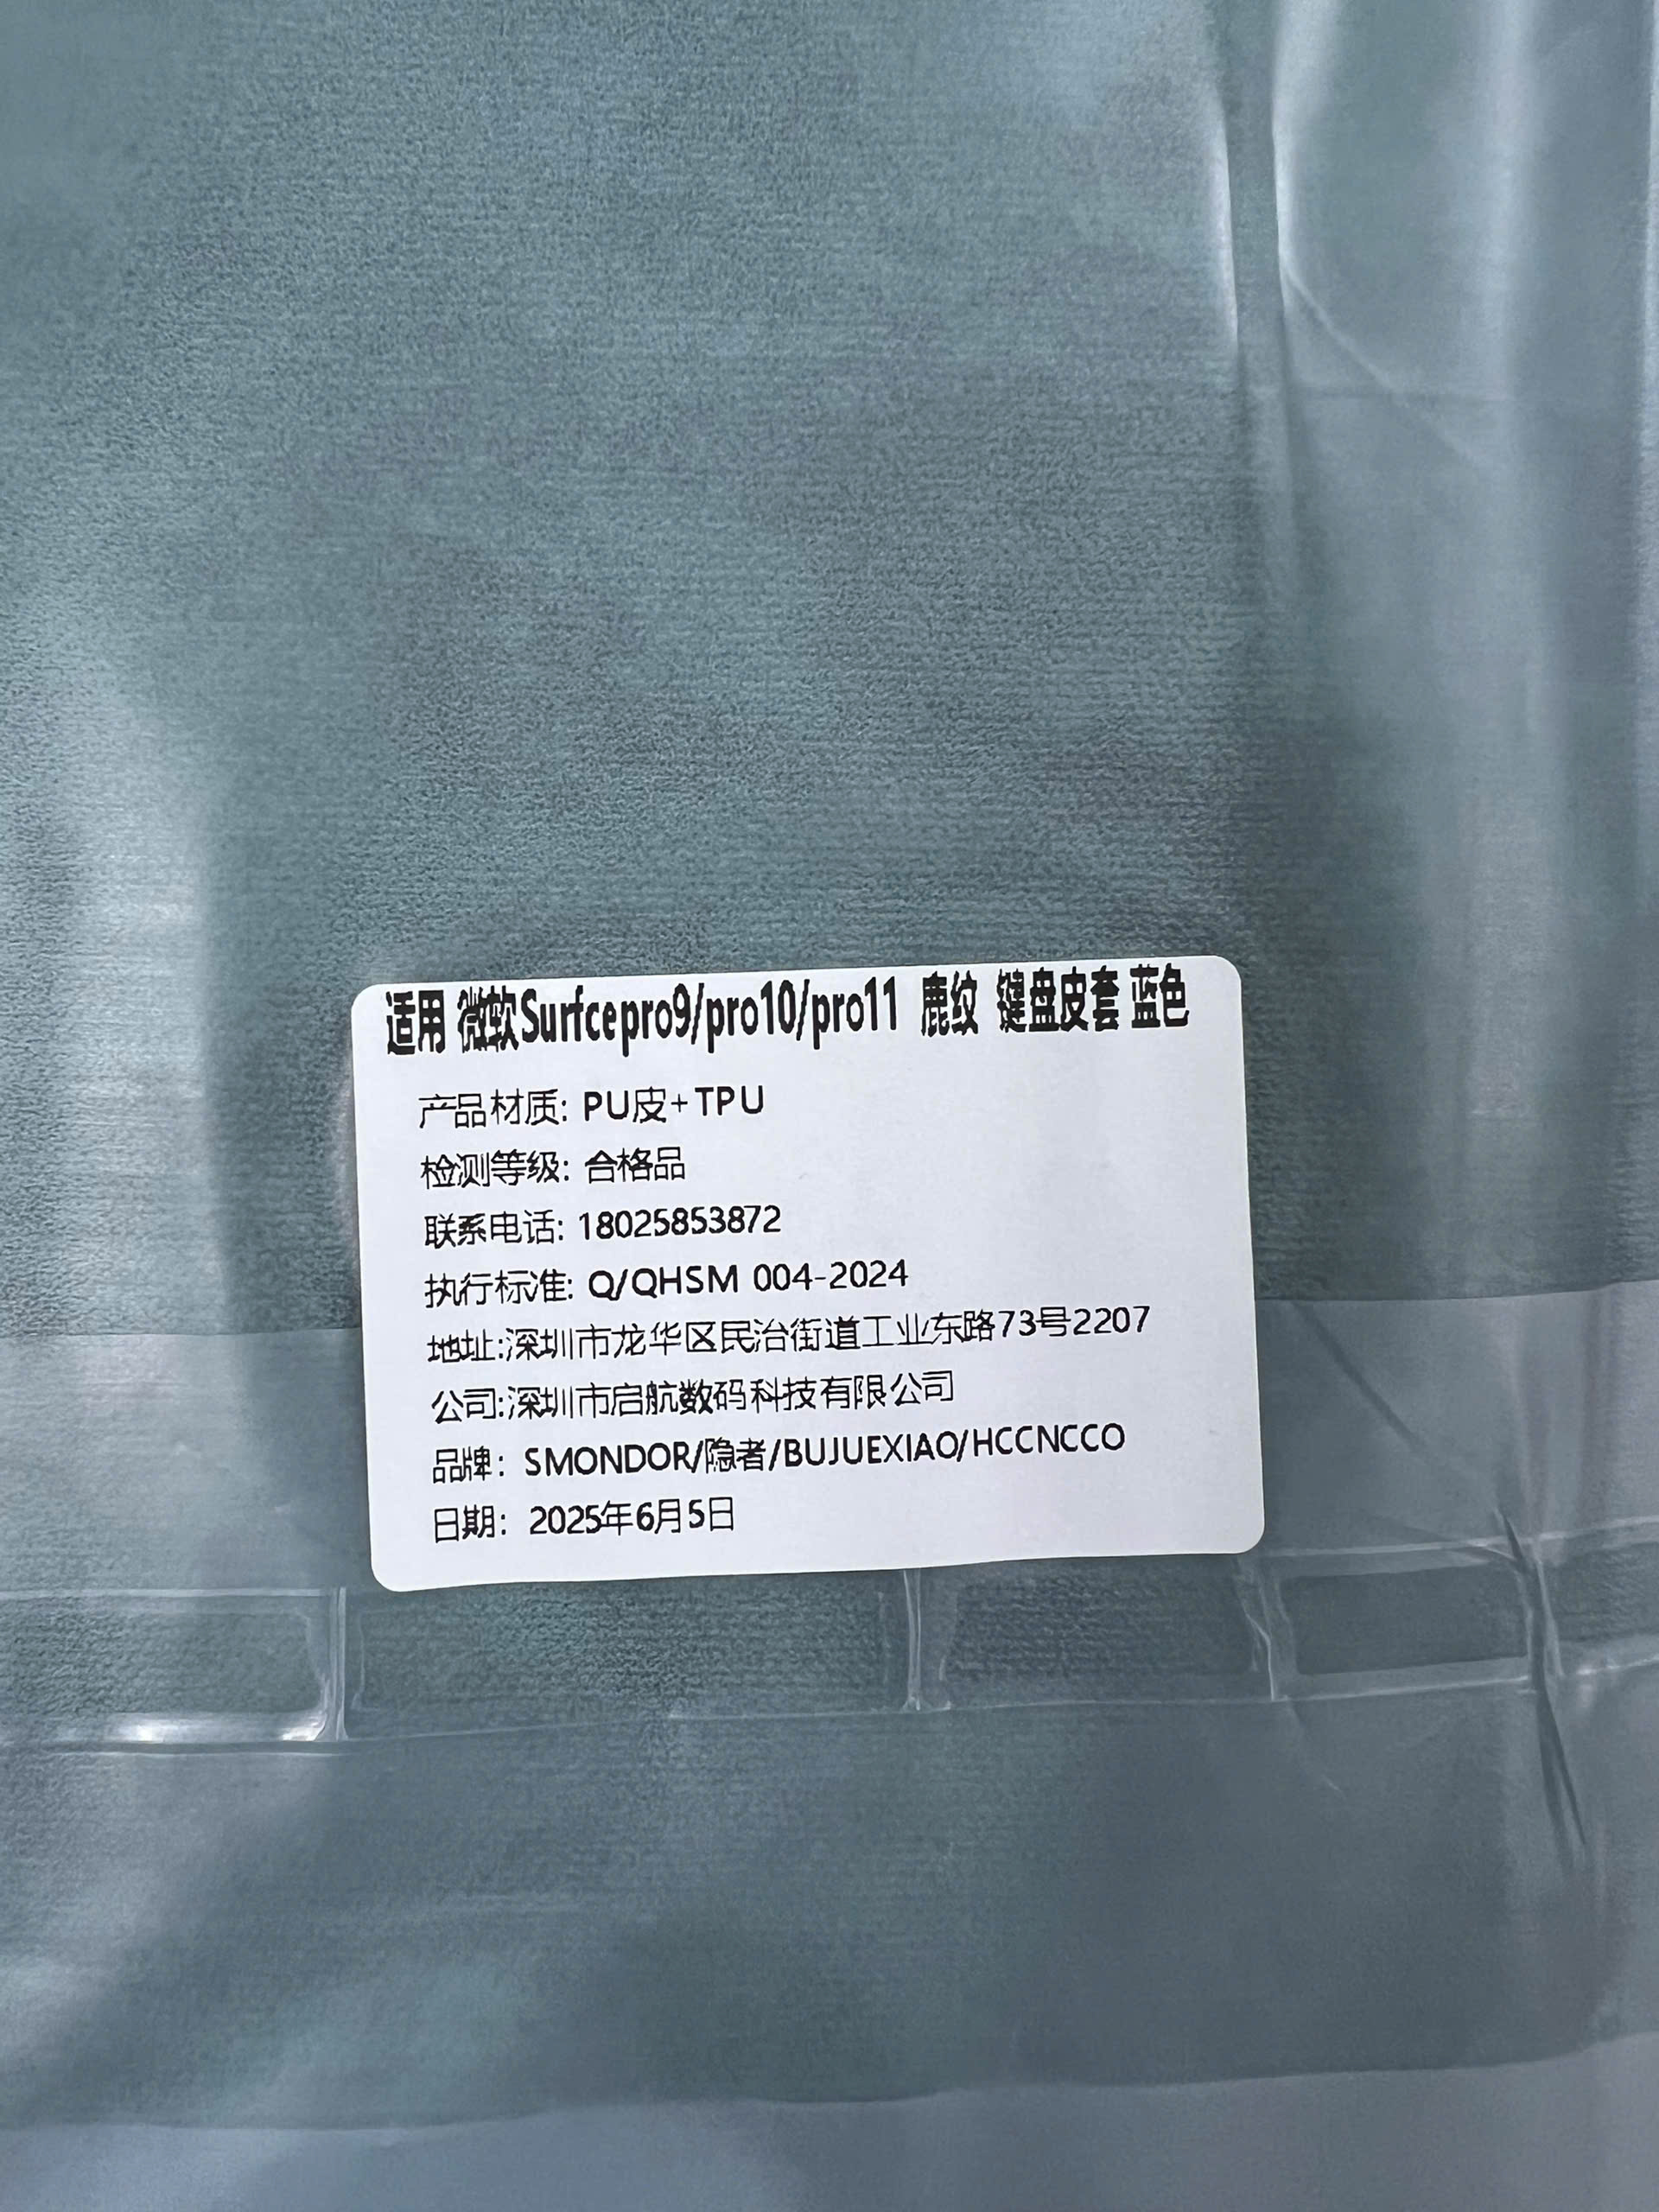 适用 微软Surfcepro9/pro10/pro11 鹿纹 键盘皮套 蓝色
产品材质: PU皮+TPU
检测等级: 合格品
联系电话: 18025853872
执行标准: Q/QHSM 004-2024
地址:深圳市龙华区民治街道工业东路73号2207
公司:深圳市启航数码科技有限公司
品牌: SMONDOR/隐者/BUJUEXIAO/HCCNCCO
日期: 2025年6月5日